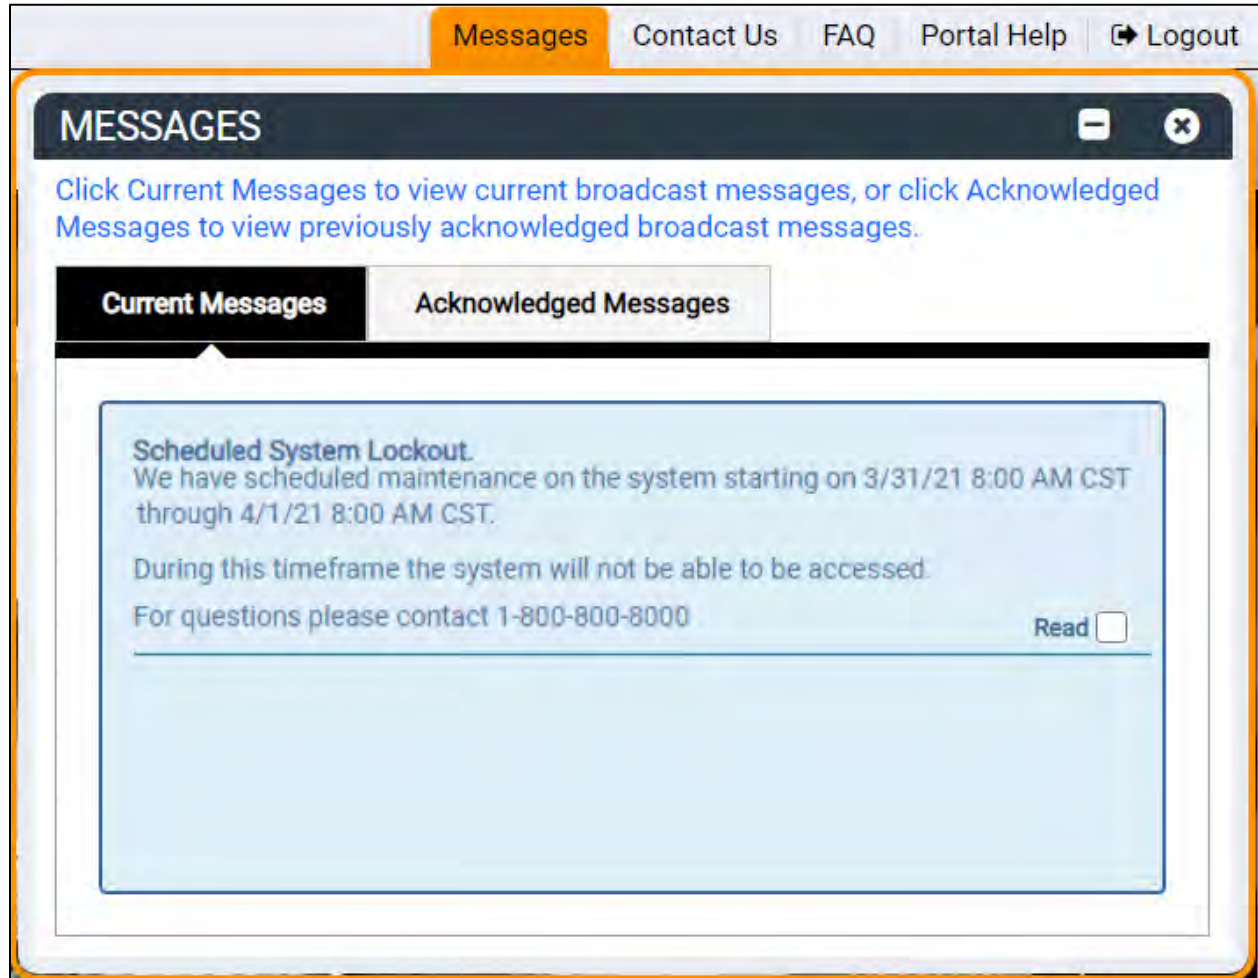 Messages Contact Us FAQ Portal Help Logout
MESSAGES
Click Current Messages to view current broadcast messages, or click Acknowledged
Messages to view previously acknowledged broadcast messages.
Current Messages Acknowledged Messages
Scheduled System Lockout.
We have scheduled maintenance on the system starting on 3/31/21 8:00 AM CST
through 4/1/21 8:00 AM CST.
During this timeframe the system will not be able to be accessed.
For questions please contact 1-800-800-8000
Read